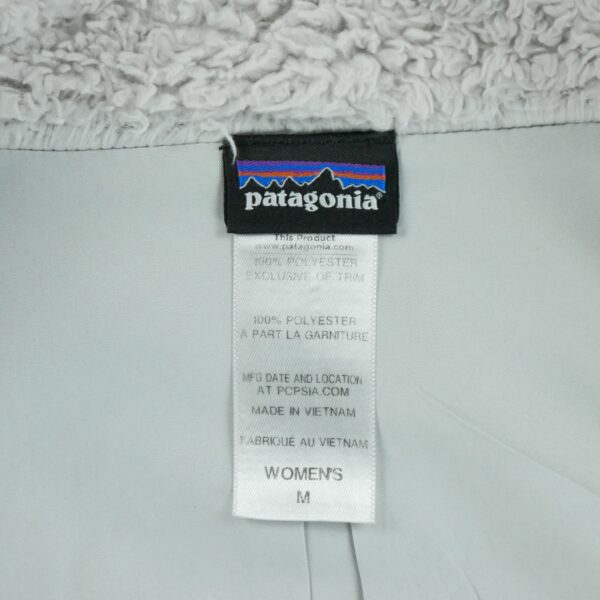 patagonia®
This Product
www.patagonia.com
100% POLYESTER
EXCLUSIVE OF TRIM
100% POLYESTER
A PART LA GARNITURE
MFG DATE AND LOCATION
AT PCPSIA.COM
MADE IN VIETNAM
FABRIQUÉ AU VIETNAM
WOMEN'S
M